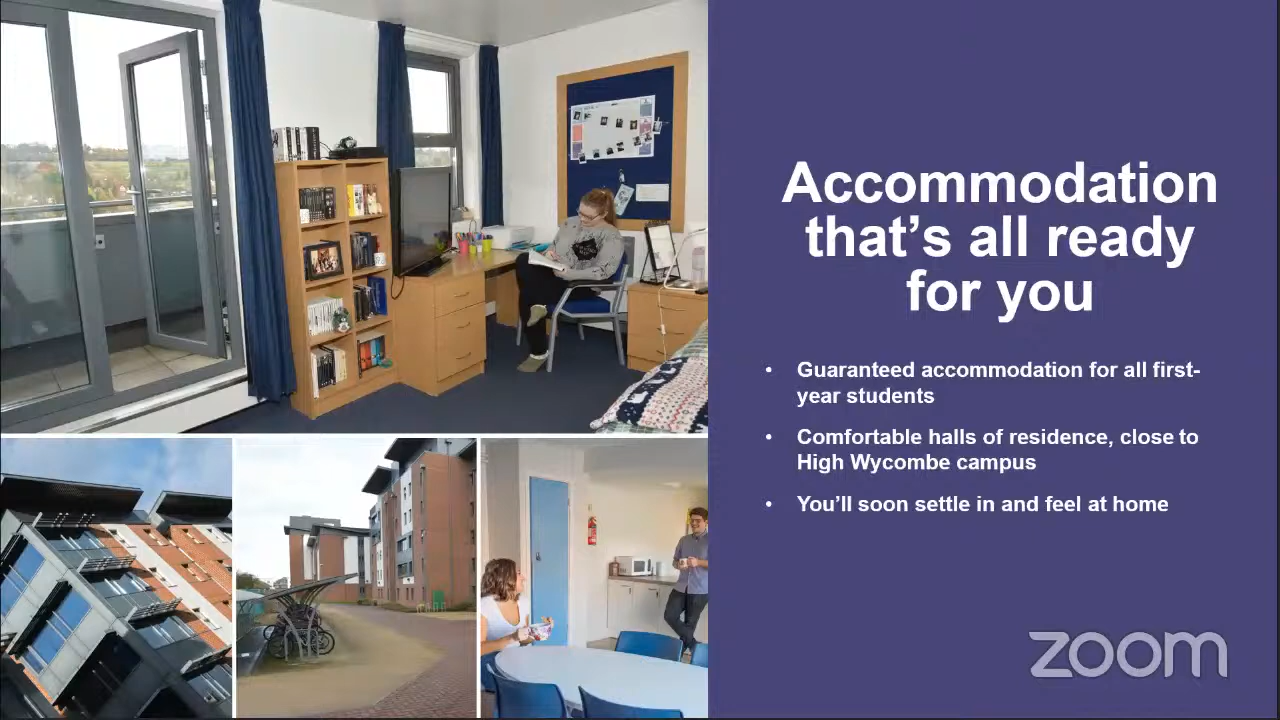 Accommodation
that's all ready
for you
• Guaranteed accommodation for all first-
year students
• Comfortable halls of residence, close to
High Wycombe campus
• You'll soon settle in and feel at home
zoom